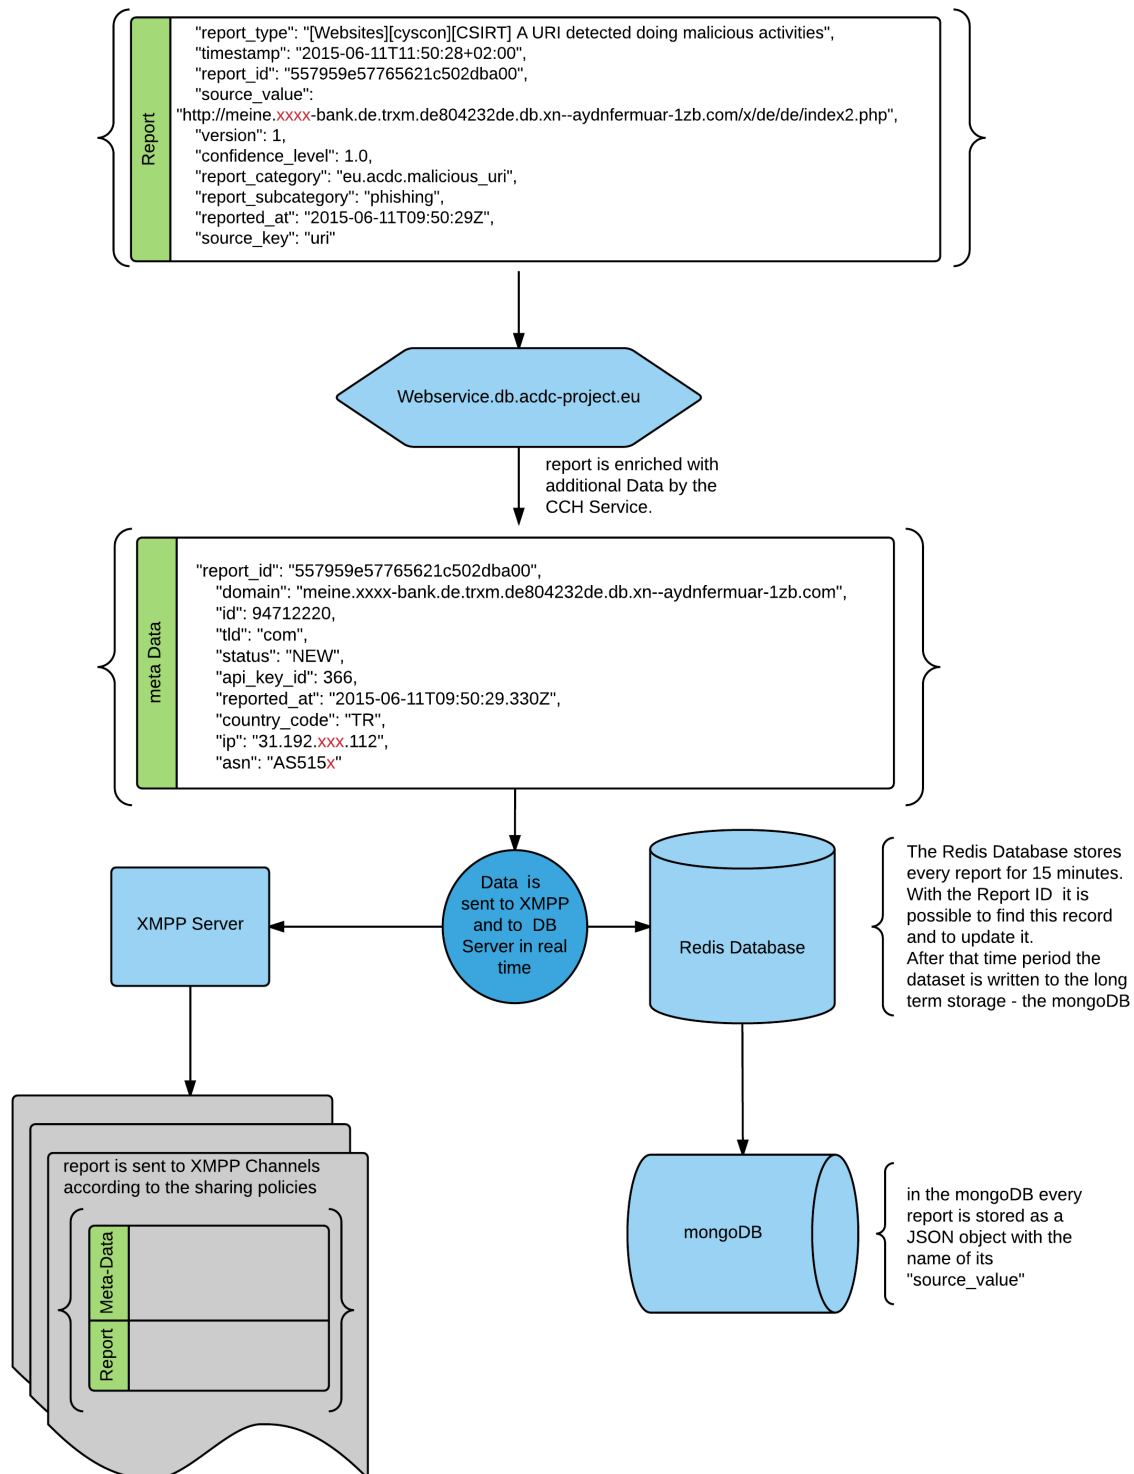 "report_type": "[Websites][cyscon][CSIRT] A URI detected doing malicious activities",
"timestamp": "2015-06-11T11:50:28+02:00",
"report_id": "557959e57765621c502dba00",
"source_value":
"http://meine.xxxx-bank.de.trxm.de804232de.db.xn--aydnfermuar-1zb.com/x/de/de/index2.php",
"version": 1,
"confidence_level": 1.0,
"report_category": "eu.acdc.malicious_uri",
"report_subcategory": "phishing",
"reported_at": "2015-06-11T09:50:29Z",
"source_key": "uri"
Report
Webservice.db.acdc-project.eu
report is enriched with
additional Data by the
CCH Service.
"report_id": "557959e57765621c502dba00",
"domain": "meine.xxxx-bank.de.trxm.de804232de.db.xn--aydnfermuar-1zb.com",
"id": 94712220,
"tld": "com",
"status": "NEW",
"api_key_id": 366,
"reported_at": "2015-06-11T09:50:29.330Z",
"country_code": "TR",
"ip": "31.192.xxx.112",
"asn": "AS515x"
meta Data
XMPP Server
Data is
sent to XMPP
and to DB
Server in real
time
Redis Database
The Redis Database stores
every report for 15 minutes.
With the Report ID it is
possible to find this record
and to update it.
After that time period the
dataset is written to the long
term storage - the mongoDB
report is sent to XMPP Channels
according to the sharing policies
Meta-Data
Report
mongoDB
in the mongoDB every
report is stored as a
JSON object with the
name of its
"source_value"